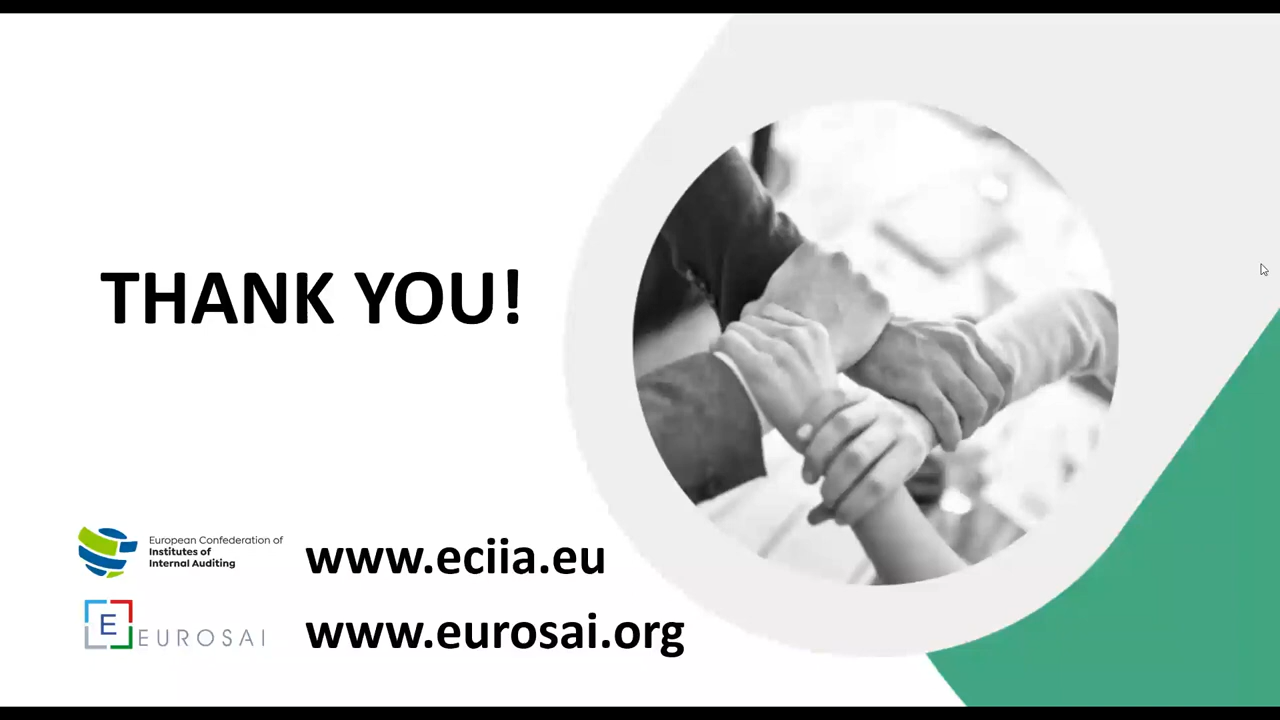 THANK YOU!
European Confederation of
Institutes of
Internal Auditing
www.eciia.eu
E EUROSAI
www.eurosai.org